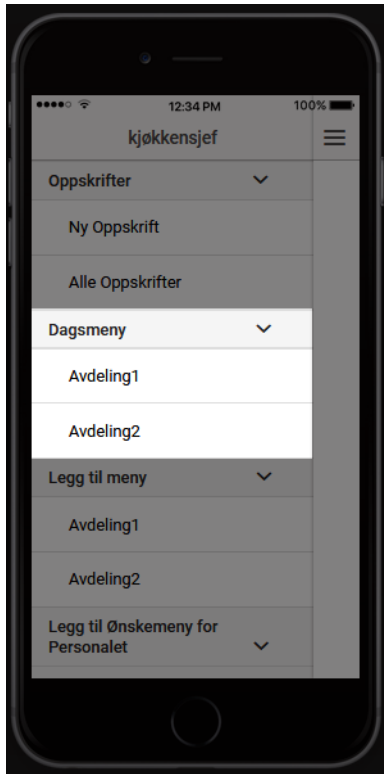 12:34 PM 100%
kjøkkensjef
Oppskrifter
Ny Oppskrift
Alle Oppskrifter
Dagsmeny
Avdeling1
Avdeling2
Legg til meny
Avdeling1
Avdeling2
Legg til Ønskemeny for
Personalet